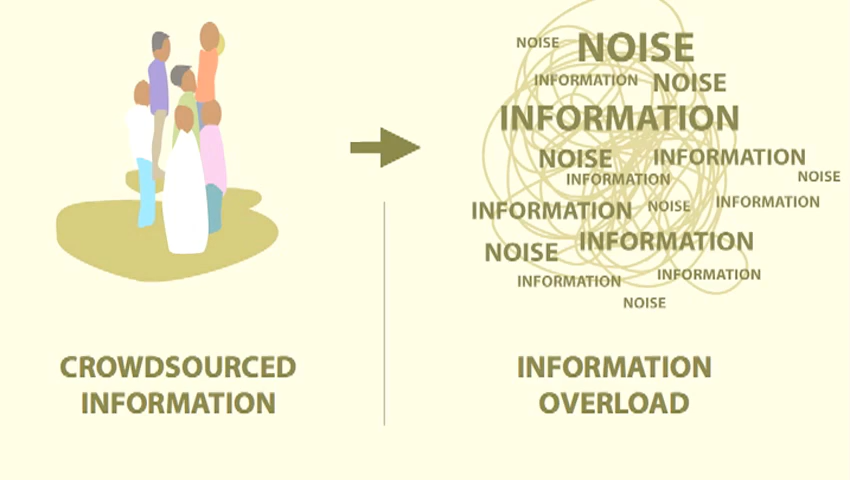 NOISE NOISE
INFORMATION NOISE
INFORMATION
NOISE INFORMATION
INFORMATION NOISE
INFORMATION NOISE INFORMATION
NOISE INFORMATION
INFORMATION INFORMATION
NOISE
CROWDSOURCED
INFORMATION
INFORMATION
OVERLOAD